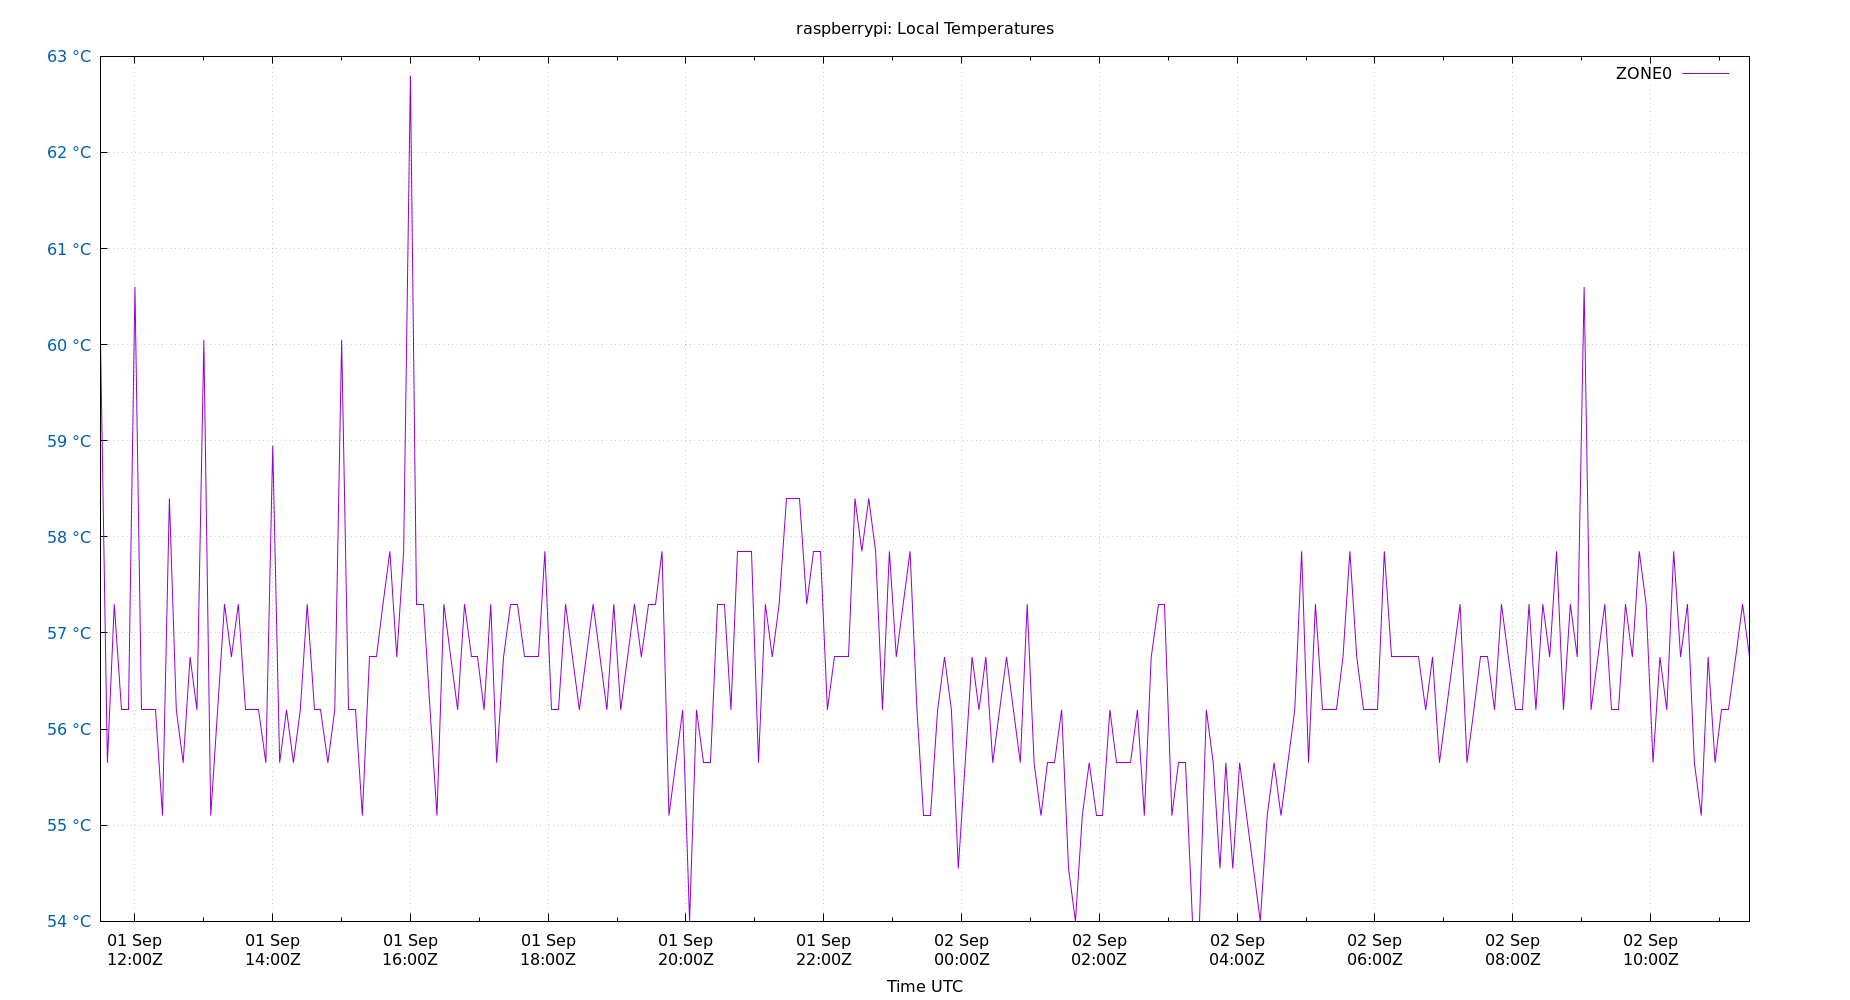 raspberrypi: Local Temperatures
63 °C
ZONE0
62 °C
61 °C
60 °C
59 °C
58 °C
57 °C
56 °C
55 °C
54 °C
01 Sep 01 Sep 01 Sep 01 Sep 01 Sep 01 Sep 02 Sep 02 Sep 02 Sep 02 Sep 02 Sep 02 Sep
12:00Z 14:00Z 16:00Z 18:00Z 20:00Z 22:00Z 00:00Z 02:00Z 04:00Z 06:00Z 08:00Z 10:00Z
Time UTC